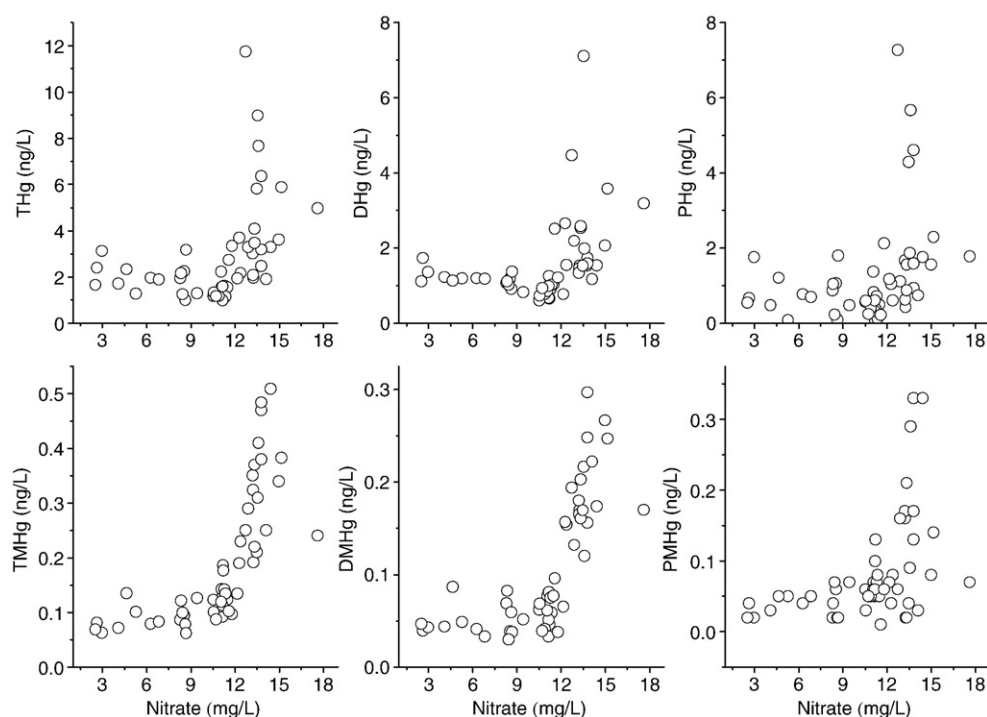 THg (ng/L)
12
10
8
6
4
2
0
3 6 9 12 15 18
DHg (ng/L)
8
6
4
2
0
3 6 9 12 15 18
PHg (ng/L)
8
6
4
2
0
3 6 9 12 15 18
TMHg (ng/L)
0.5
0.4
0.3
0.2
0.1
0.0
3 6 9 12 15 18
Nitrate (mg/L)
DMHg (ng/L)
0.3
0.2
0.1
0.0
3 6 9 12 15 18
Nitrate (mg/L)
PMHg (ng/L)
0.3
0.2
0.1
0.0
3 6 9 12 15 18
Nitrate (mg/L)